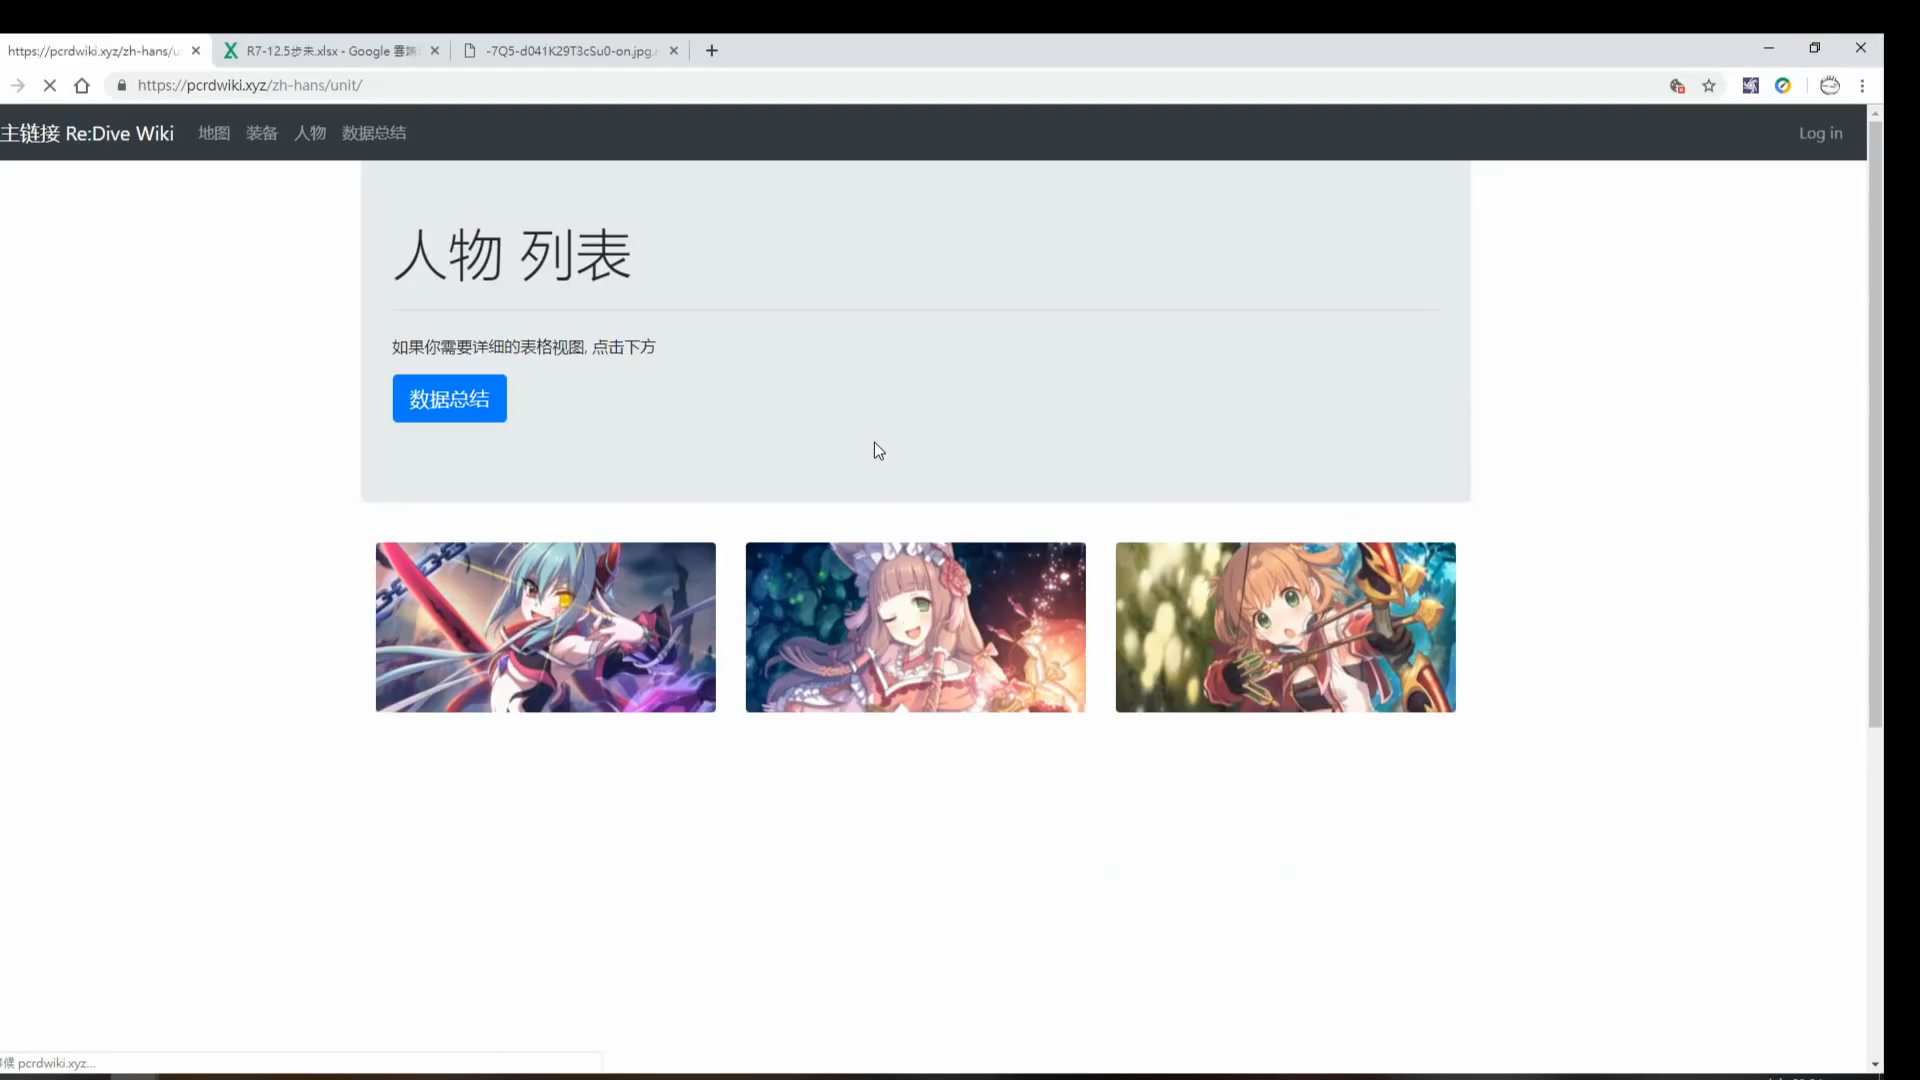 https://pcrdwiki.xyz/zh-hans/u
R7-12.5步未.xlsx - Google 雲端
-7Q5-d041K29T3cSu0-on.jpg
https://pcrdwiki.xyz/zh-hans/unit/
主链接 Re:Dive Wiki
地图 装备 人物 数据总结
Log in
人物 列表
如果你需要详细的表格视图, 点击下方
数据总结
候 pcrdwiki.xyz...